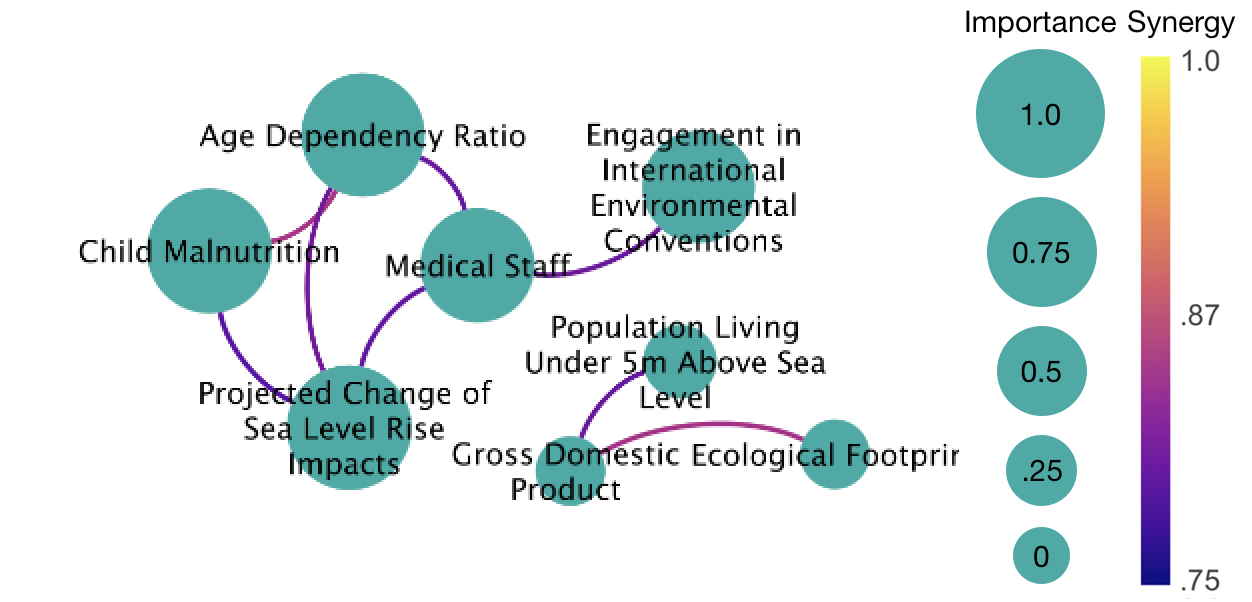 Importance Synergy
1.0
1.0
Age Dependency Ratio
Engagement in
International
Environmental
Conventions
Child Malnutrition
Medical Staff
0.75
.87
Population Living
Under 5m Above Sea
Level
0.5
Projected Change of
Sea Level Rise
Impacts
Gross Domestic
Product
Ecological Footprin
.25
0
.75